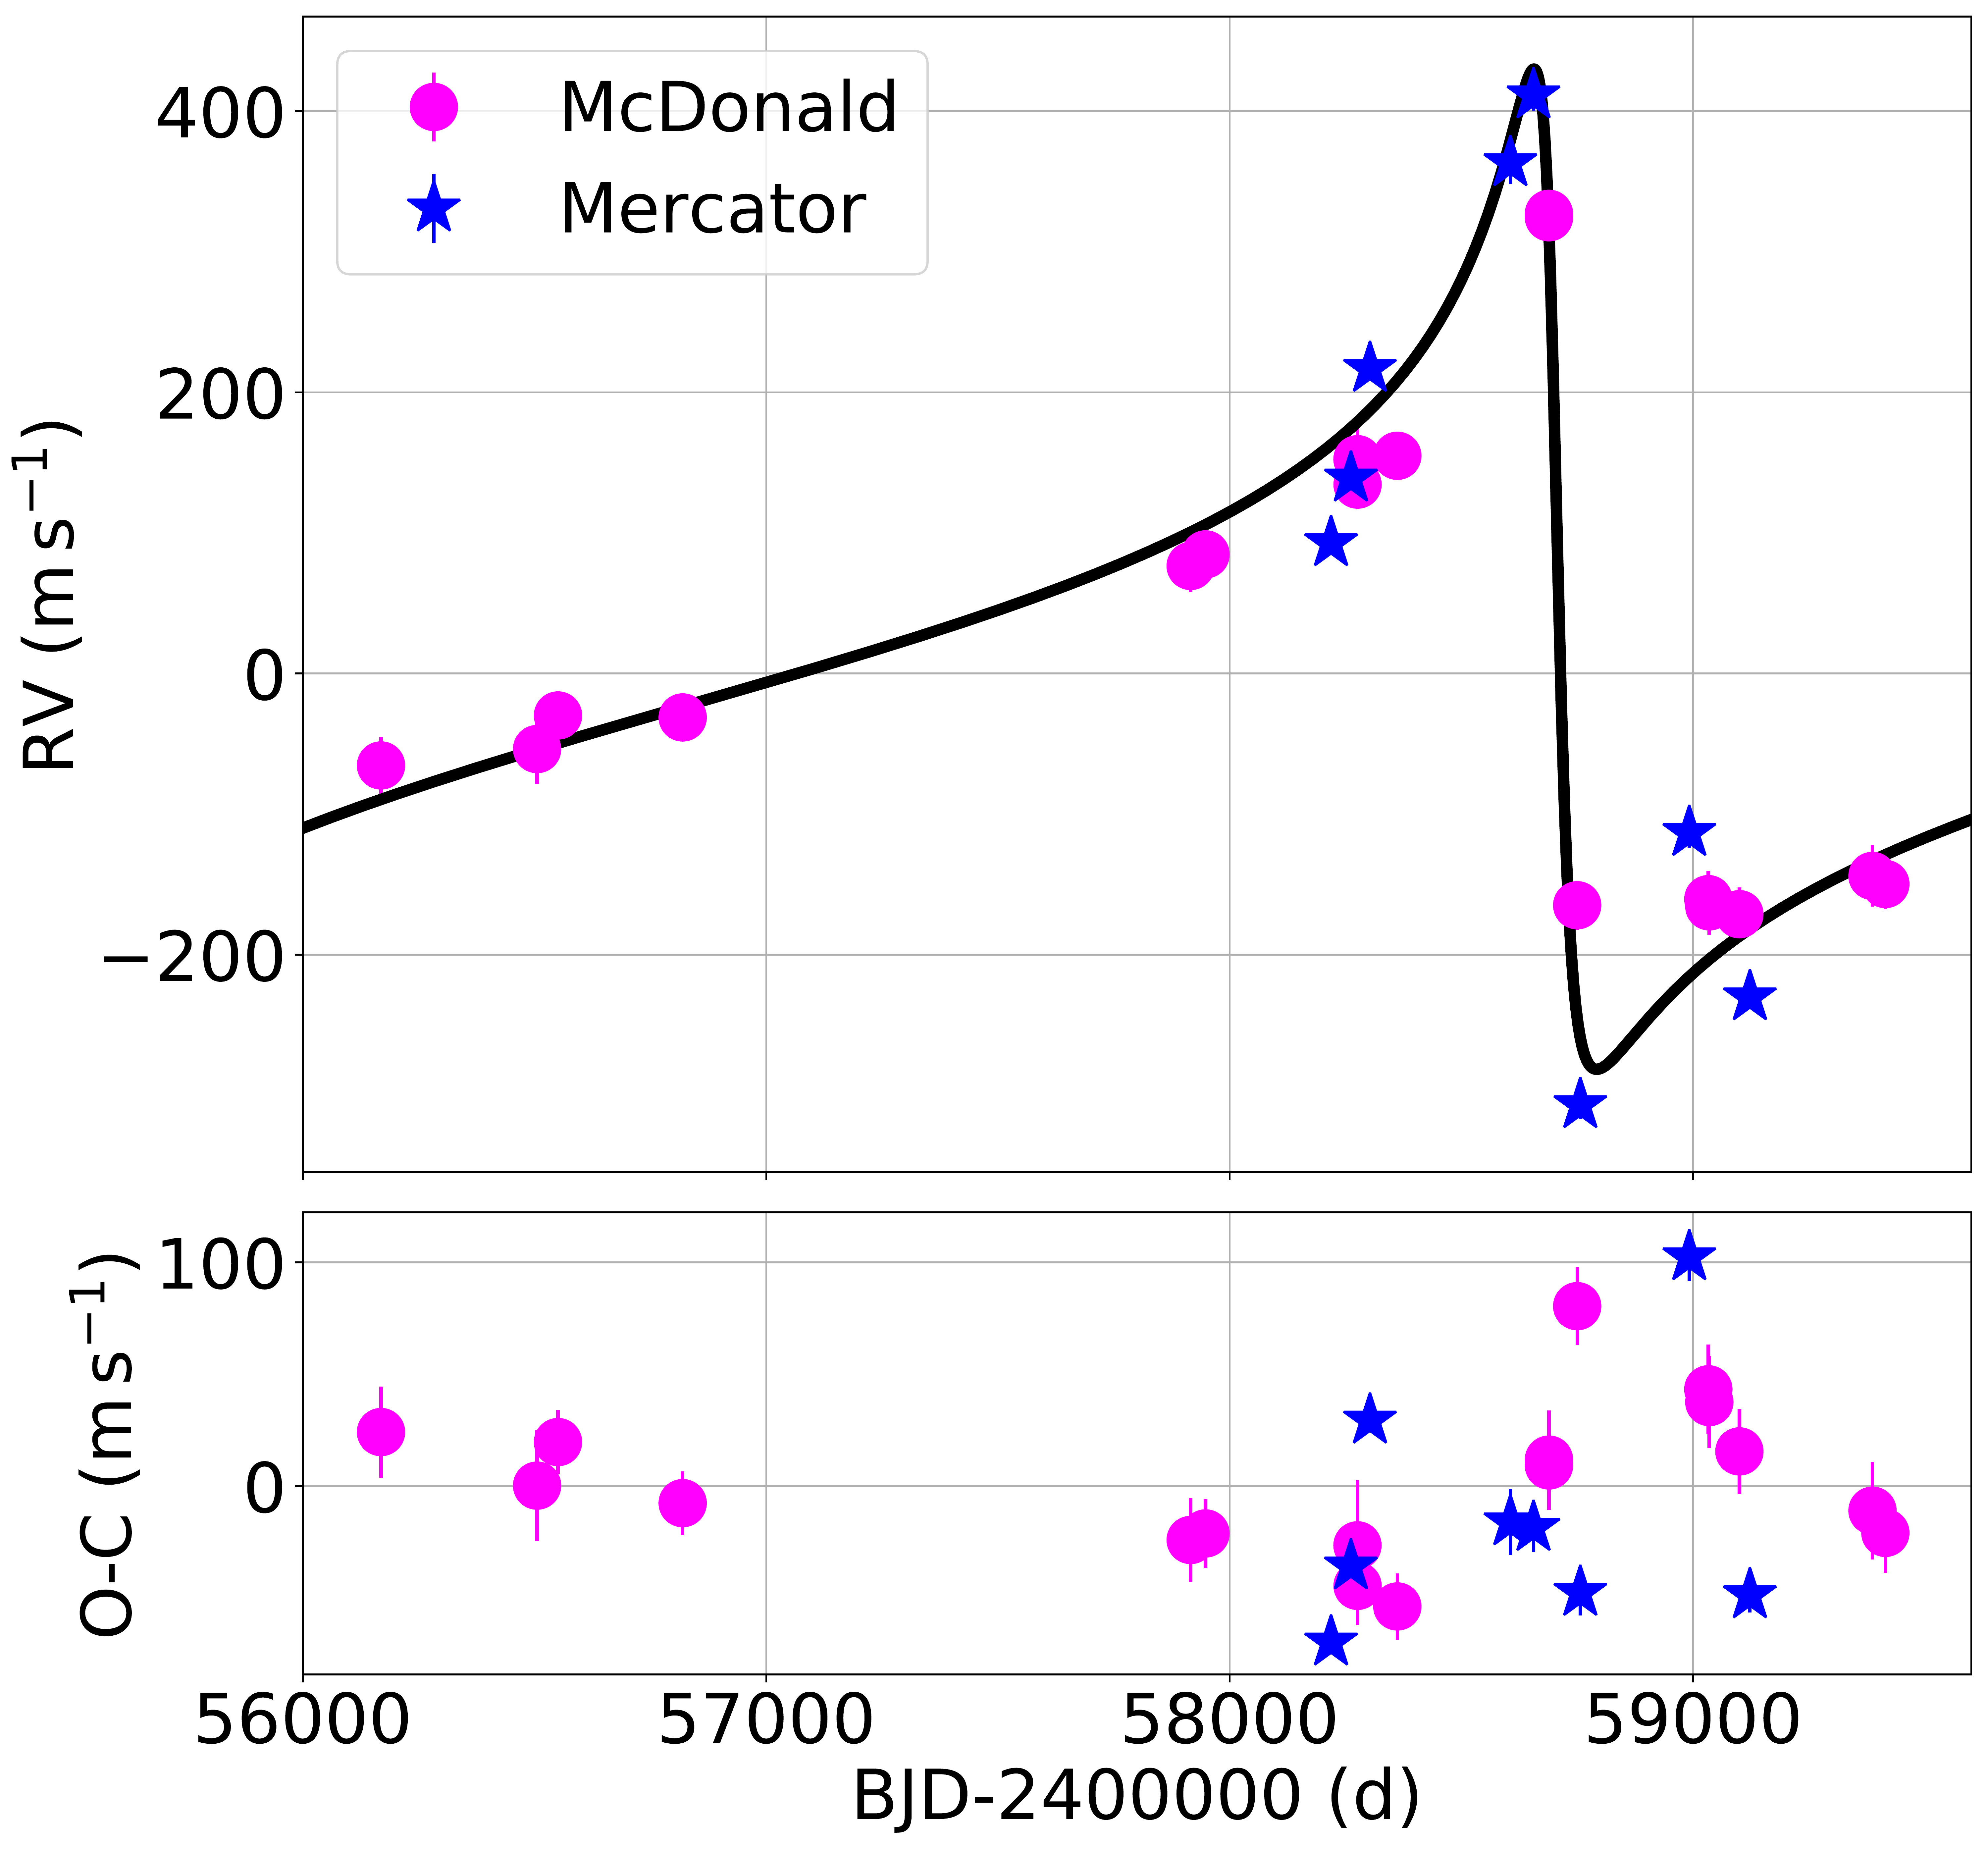 McDonald
Mercator
400
200
0
−200
RV (m s⁻¹)
100
0
O-C (m s⁻¹)
56000 57000 58000 59000
BJD-2400000 (d)